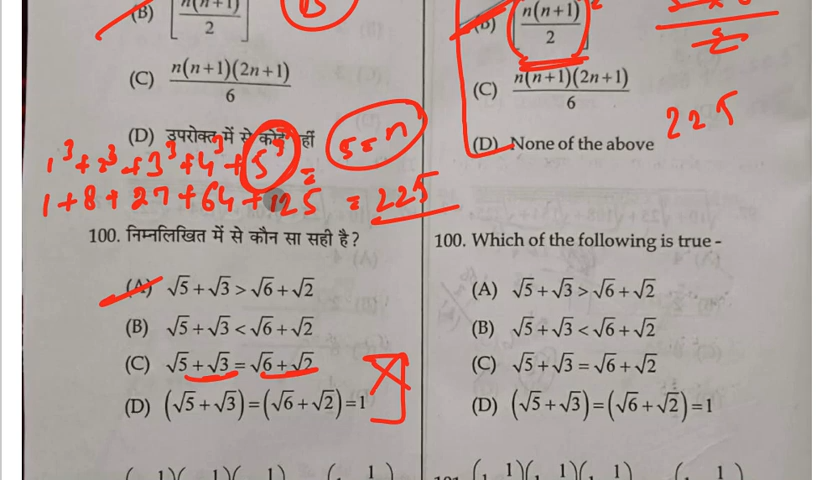 (B) [n(n+1)/2]
B
(C) n(n+1)(2n+1)/6
(D) उपरोक्त में से कोई नहीं
1³+2³+3³+4³+5³ =
5=n
1+8+27+64+125 = 225
100. निम्नलिखित में से कौन सा सही है?
(A) √5+√3>√6+√2
(B) √5+√3<√6+√2
(C) √5+√3=√6+√2
(D) (√5+√3)=(√6+√2)=1
(B) [n(n+1)/2]²
(C) n(n+1)(2n+1)/6
(D) None of the above
225
100. Which of the following is true -
(A) √5+√3>√6+√2
(B) √5+√3<√6+√2
(C) √5+√3=√6+√2
(D) (√5+√3)=(√6+√2)=1